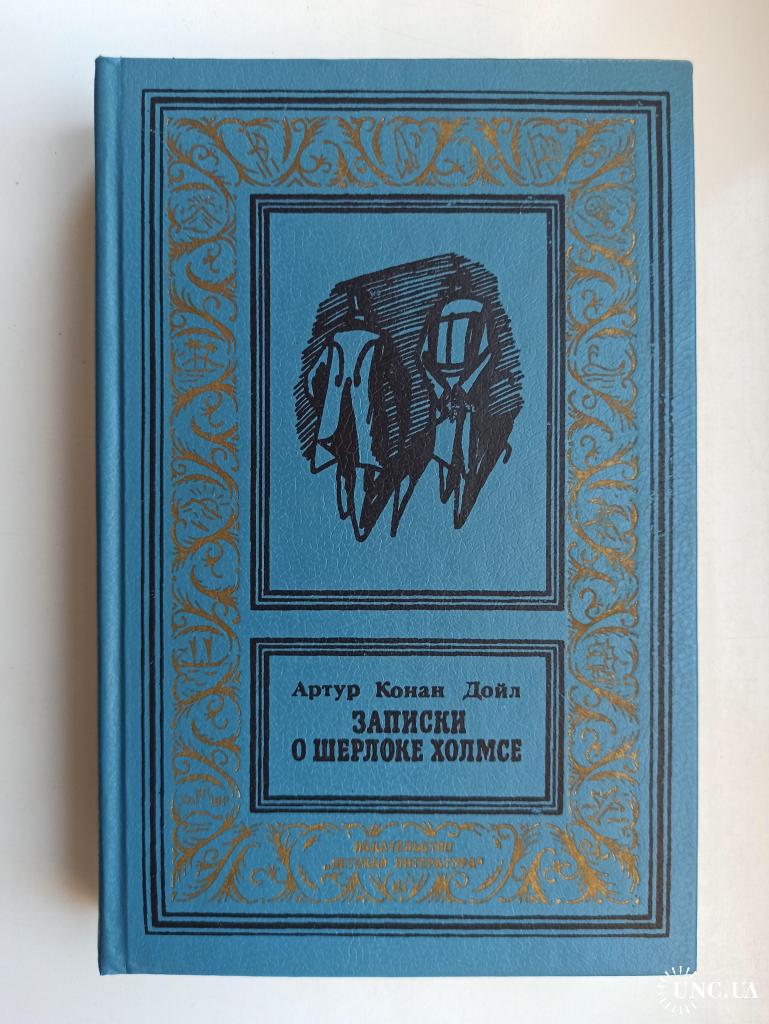 Артур Конан Дойл
ЗАПИСКИ
О ШЕРЛОКЕ ХОЛМСЕ
ИЗДАТЕЛЬСТВО
„ДЕТСКАЯ ЛИТЕРАТУРА“
UNC.UA